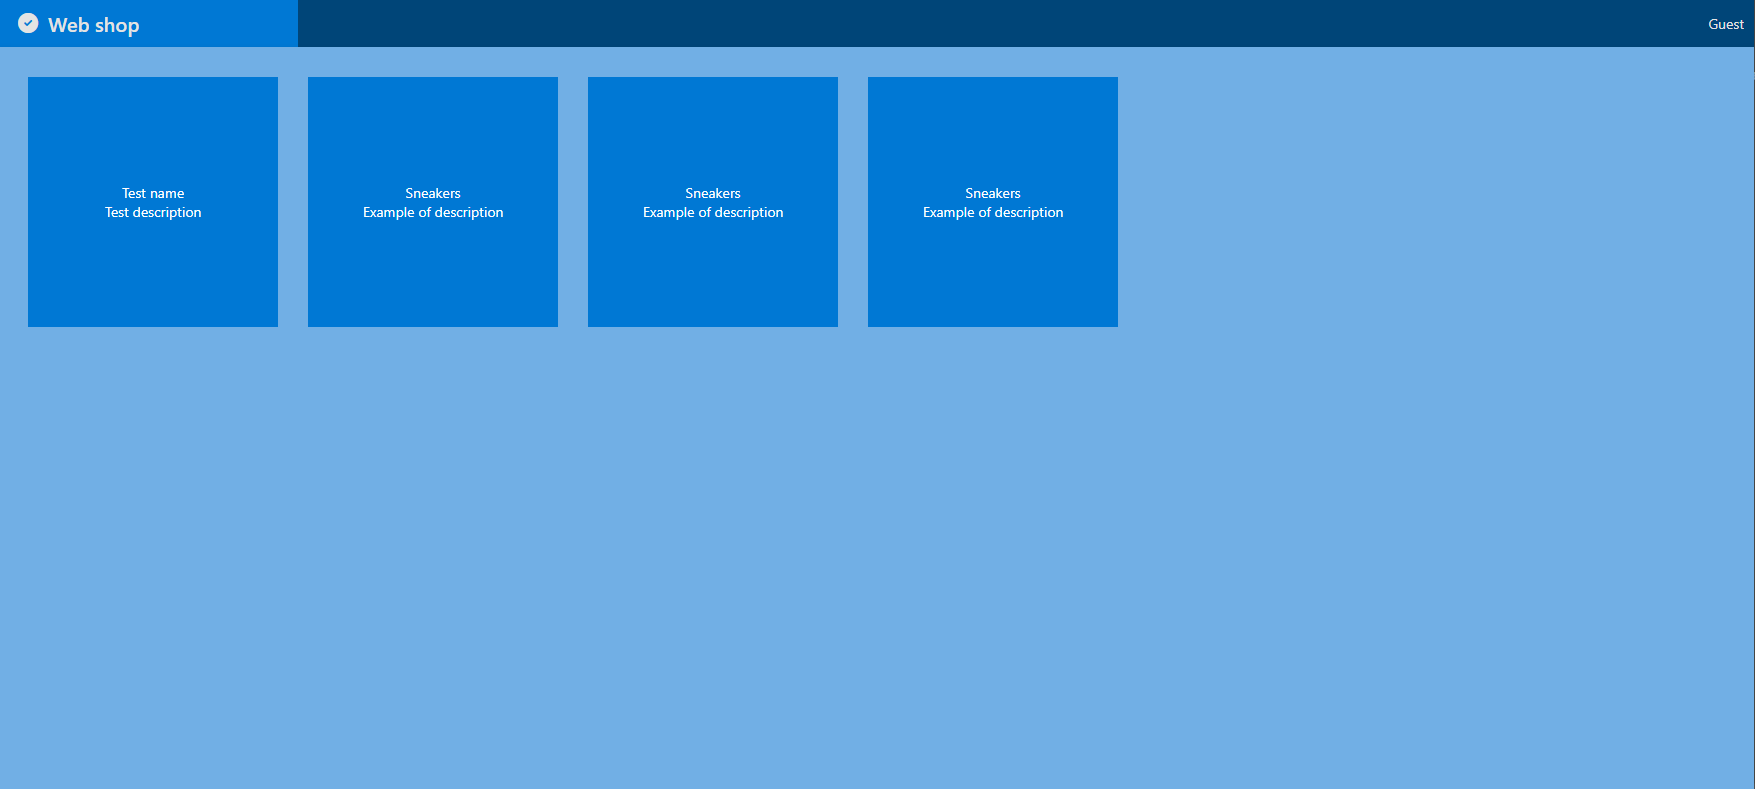 Web shop
Guest
Test name
Test description
Sneakers
Example of description
Sneakers
Example of description
Sneakers
Example of description